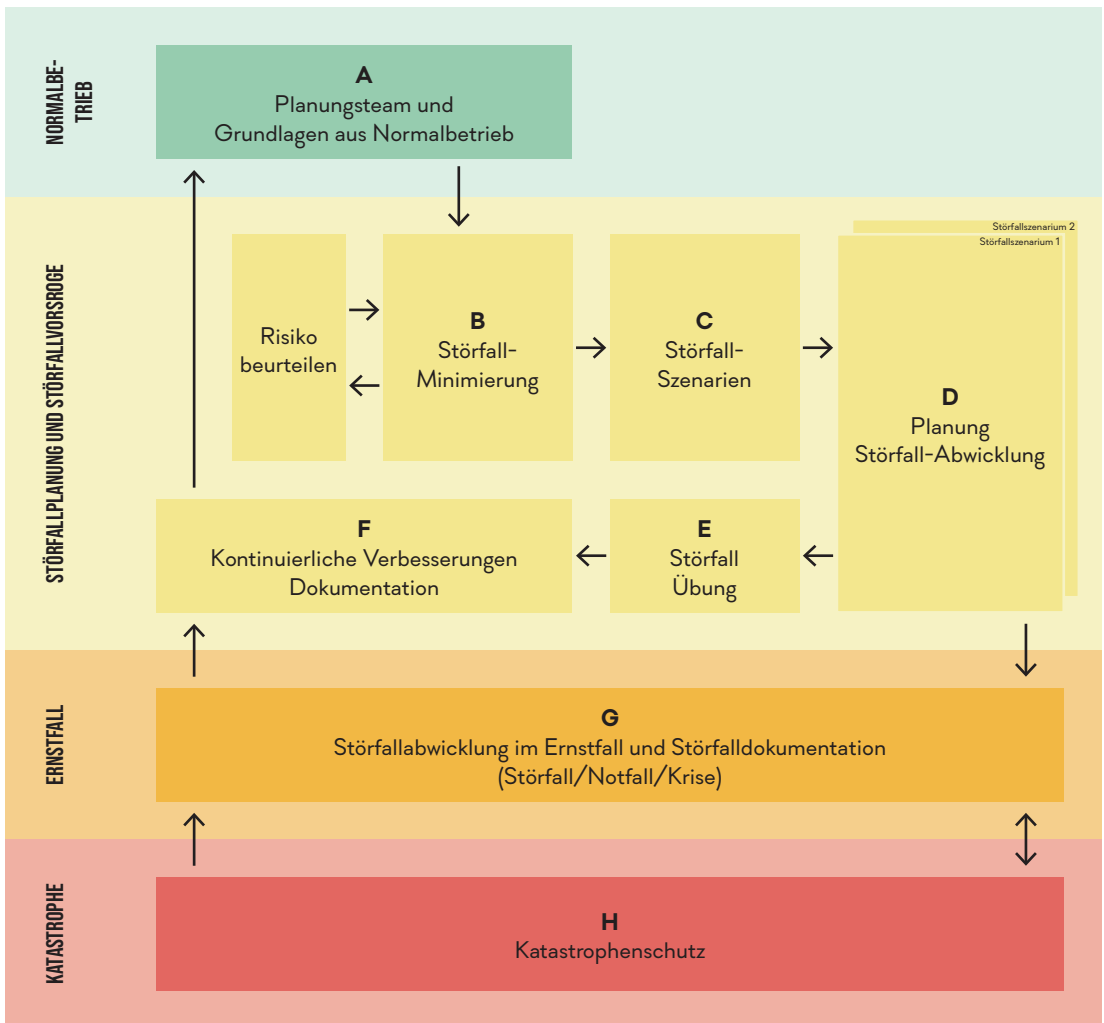 NORMALBE-
TRIEB
A
Planungsteam und
Grundlagen aus Normalbetrieb
STÖRFALLPLANUNG UND STÖRFALLVORSROGE
Risiko
beurteilen
B
Störfall-
Minimierung
C
Störfall-
Szenarien
Störfallszenarium 2
Störfallszenarium 1
D
Planung
Störfall-Abwicklung
F
Kontinuierliche Verbesserungen
Dokumentation
E
Störfall
Übung
ERNSTFALL
G
Störfallabwicklung im Ernstfall und Störfalldokumentation
(Störfall/Notfall/Krise)
KATASTROPHE
H
Katastrophenschutz